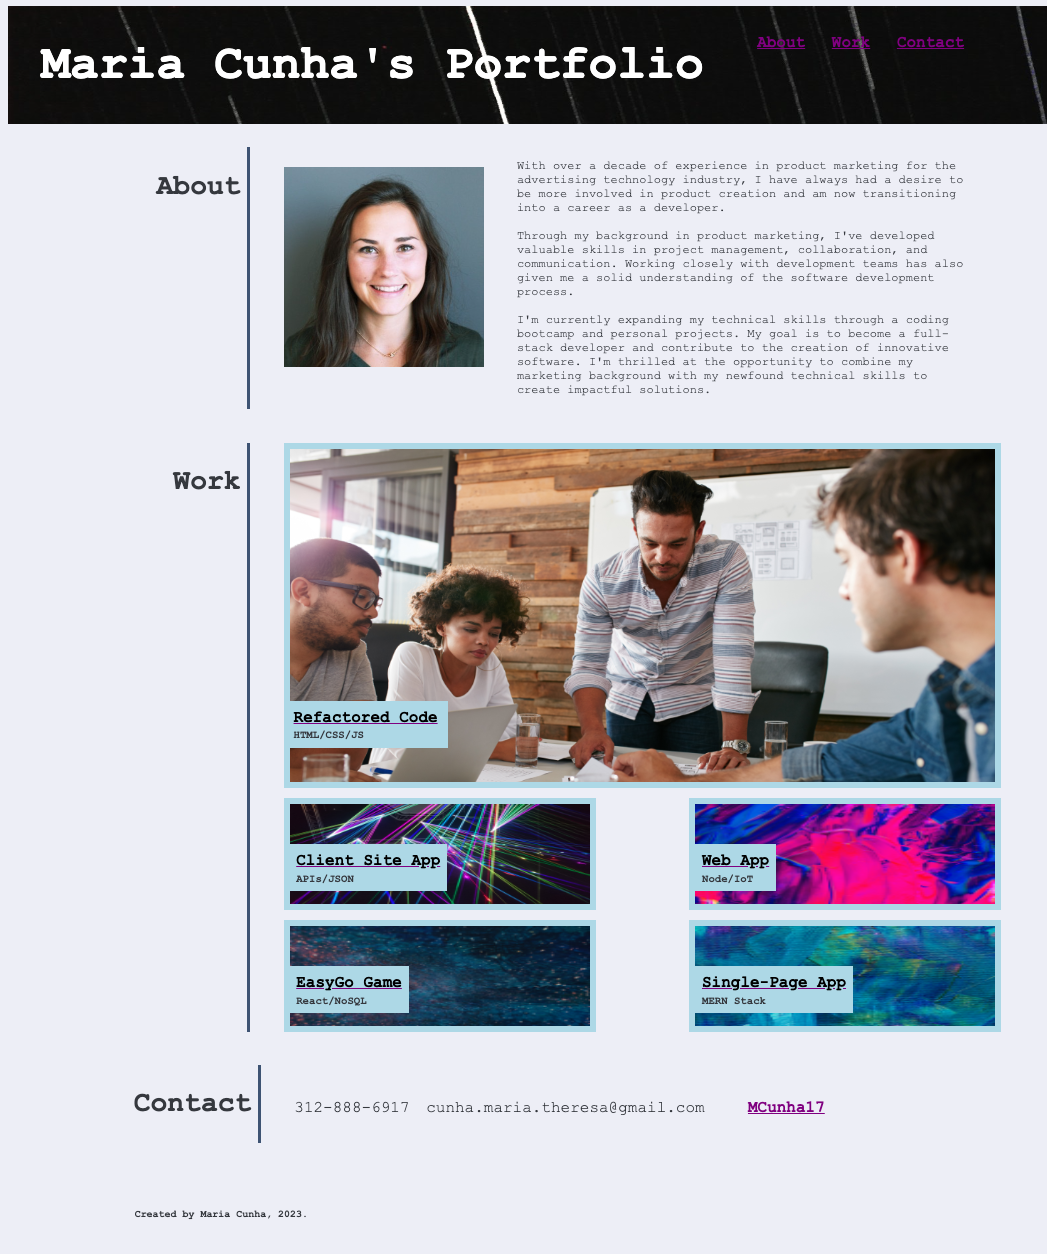 Maria Cunha's Portfolio
About Work Contact
About
With over a decade of experience in product marketing for the
advertising technology industry, I have always had a desire to
be more involved in product creation and am now transitioning
into a career as a developer.
Through my background in product marketing, I've developed
valuable skills in project management, collaboration, and
communication. Working closely with development teams has also
given me a solid understanding of the software development
process.
I'm currently expanding my technical skills through a coding
bootcamp and personal projects. My goal is to become a full-
stack developer and contribute to the creation of innovative
software. I'm thrilled at the opportunity to combine my
marketing background with my newfound technical skills to
create impactful solutions.
Work
Refactored Code
HTML/CSS/JS
Client Site App
APIs/JSON
Web App
Node/IoT
EasyGo Game
React/NoSQL
Single-Page App
MERN Stack
Contact
312-888-6917 cunha.maria.theresa@gmail.com MCunha17
Created by Maria Cunha, 2023.